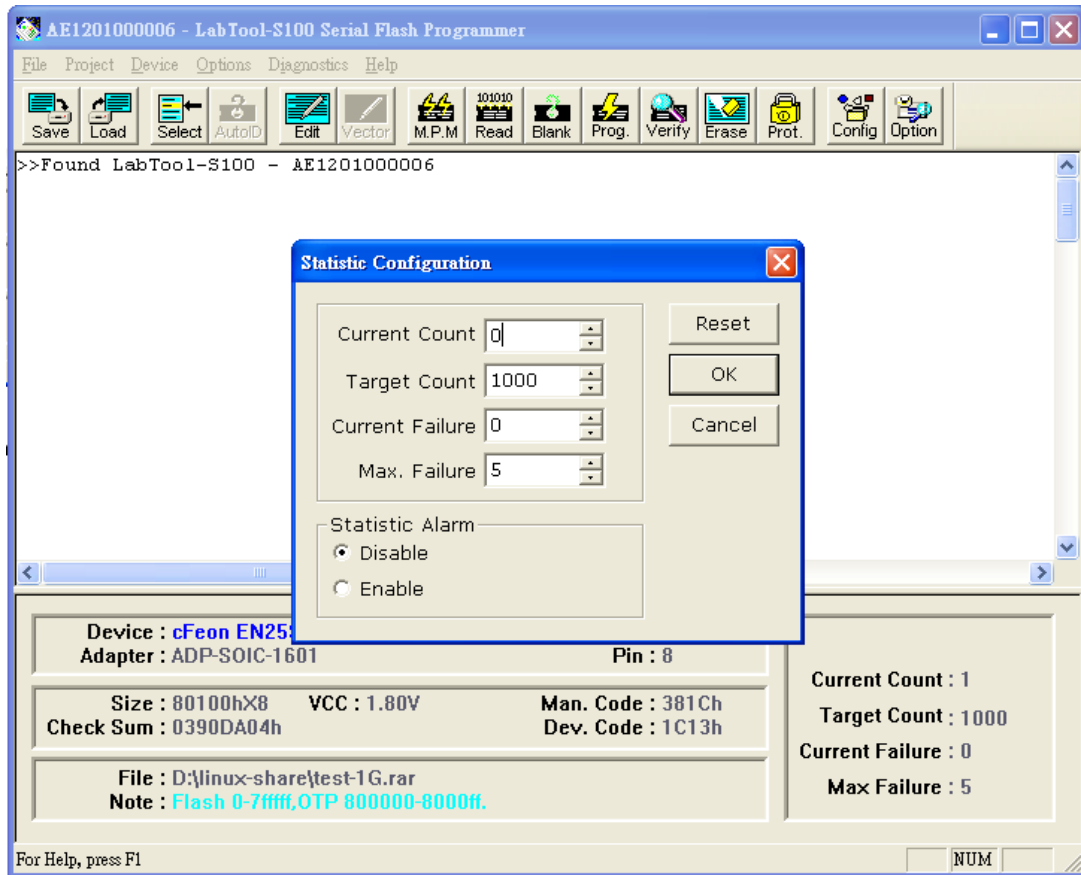 AE1201000006 - LabTool-S100 Serial Flash Programmer
File Project Device Options Diagnostics Help
Save Load Select AutoID Edit Vector M.P.M 101010 Read Blank Prog. Verify Erase Prot. Config Option
>>Found LabTool-S100 - AE1201000006
Statistic Configuration
Current Count 0
Target Count 1000
Current Failure 0
Max. Failure 5
Reset
OK
Cancel
Statistic Alarm
Disable
Enable
Device : cFeon EN25
Adapter : ADP-SOIC-1601 Pin : 8
Size : 80100hX8 VCC : 1.80V Man. Code : 381Ch
Check Sum : 0390DA04h Dev. Code : 1C13h
File : D:\linux-share\test-1G.rar
Note : Flash 0-7fffff,OTP 800000-8000ff.
Current Count : 1
Target Count : 1000
Current Failure : 0
Max Failure : 5
For Help, press F1
NUM